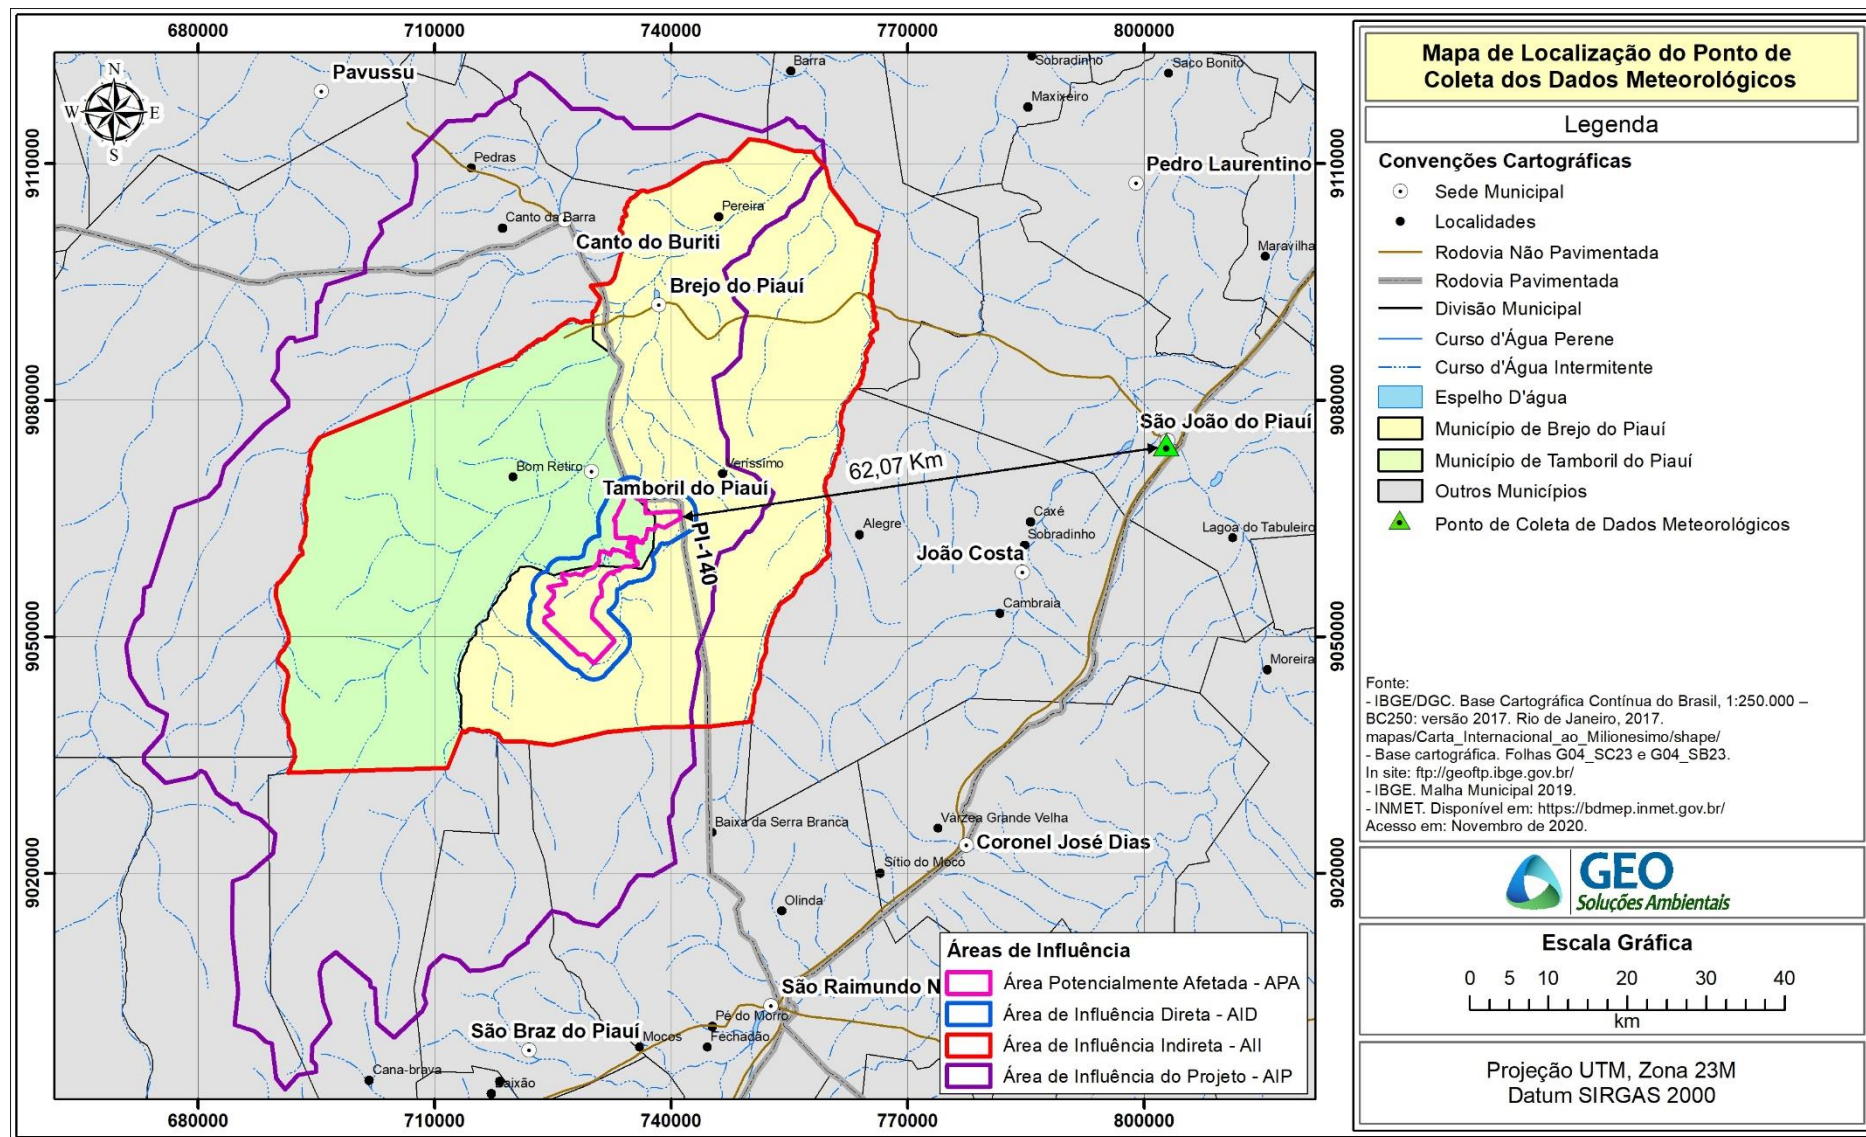 680000
710000
740000
770000
800000
Pavussu
Barra
Sobradinho
Saco Bonito
Maxixeiro
N
W
E
S
9110000
9110000
Pedras
Pedro Laurentino
Pereira
Canto da Barra
Canto do Buriti
Maravilha
Brejo do Piauí
9080000
9080000
São João do Piauí
Bom Retiro
Veríssimo
62,07 Km
Tamboril do Piauí
PI-140
Caxé
Alegre
Sobradinho
Lagoa do Tabuleiro
João Costa
Cambraia
9050000
9050000
Moreira
Baixa da Serra Branca
Várzea Grande Velha
Coronel José Dias
Sítio do Mocó
9020000
9020000
Olinda
São Raimundo N
Pé do Morro
São Braz do Piauí
Mocos
Fechadão
Cana-brava
Baixão
680000
710000
740000
770000
800000
Áreas de Influência
Área Potencialmente Afetada - APA
Área de Influência Direta - AID
Área de Influência Indireta - AII
Área de Influência do Projeto - AIP
Mapa de Localização do Ponto de
Coleta dos Dados Meteorológicos
Legenda
Convenções Cartográficas
Sede Municipal
Localidades
Rodovia Não Pavimentada
Rodovia Pavimentada
Divisão Municipal
Curso d'Água Perene
Curso d'Água Intermitente
Espelho D'água
Município de Brejo do Piauí
Município de Tamboril do Piauí
Outros Municípios
Ponto de Coleta de Dados Meteorológicos
Fonte:
- IBGE/DGC. Base Cartográfica Contínua do Brasil, 1:250.000 –
BC250: versão 2017. Rio de Janeiro, 2017.
mapas/Carta_Internacional_ao_Milionesimo/shape/
- Base cartográfica. Folhas G04_SC23 e G04_SB23.
In site: ftp://geoftp.ibge.gov.br/
- IBGE. Malha Municipal 2019.
- INMET. Disponível em: https://bdmep.inmet.gov.br/
Acesso em: Novembro de 2020.
GEO
Soluções Ambientais
Escala Gráfica
0 5 10 20 30 40
km
Projeção UTM, Zona 23M
Datum SIRGAS 2000